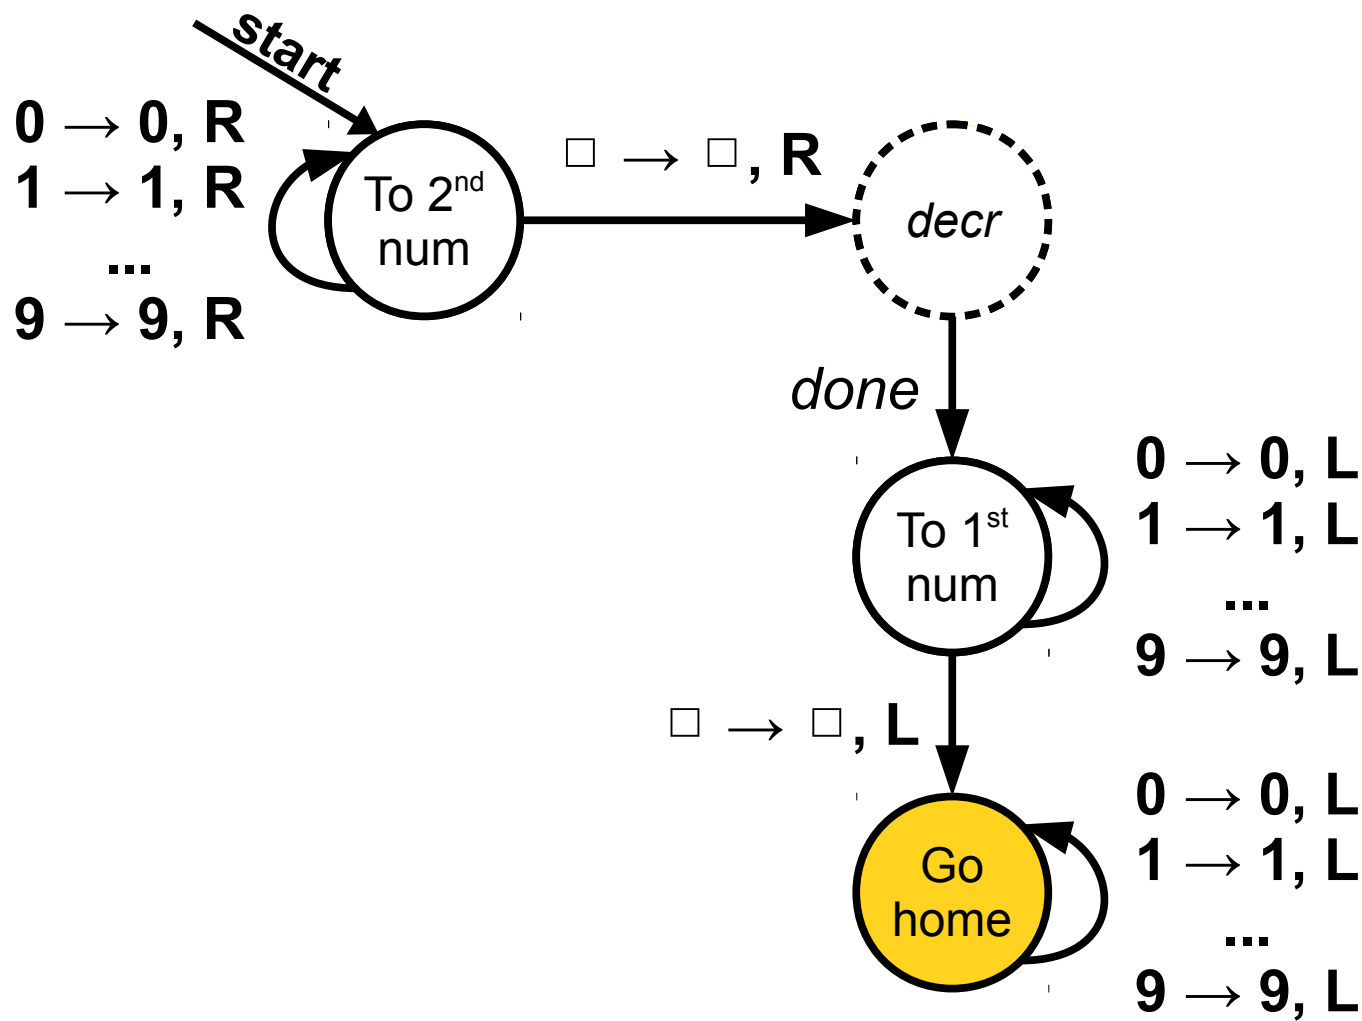 start
0 → 0, R
1 → 1, R
...
9 → 9, R
To 2nd
num
□ → □, R
decr
done
To 1st
num
0 → 0, L
1 → 1, L
...
9 → 9, L
□ → □, L
Go
home
0 → 0, L
1 → 1, L
...
9 → 9, L